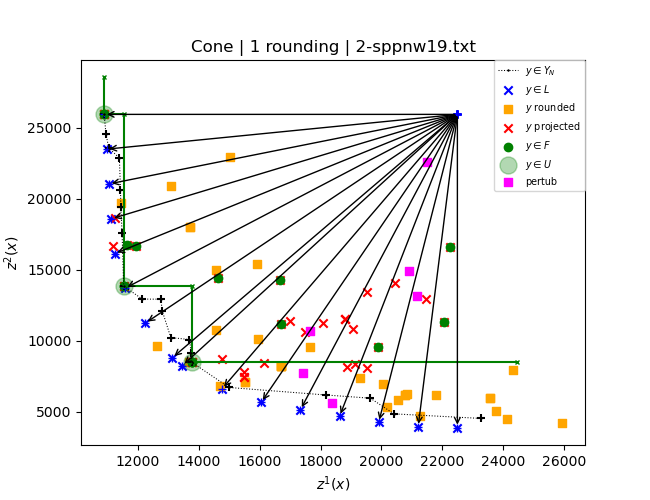 Cone | 1 rounding | 2-sppnw19.txt
y ∈ Y_N
y ∈ L
y rounded
y projected
y ∈ F
y ∈ U
pertub
z²(x)
25000
20000
15000
10000
5000
12000 14000 16000 18000 20000 22000 24000 26000
z¹(x)